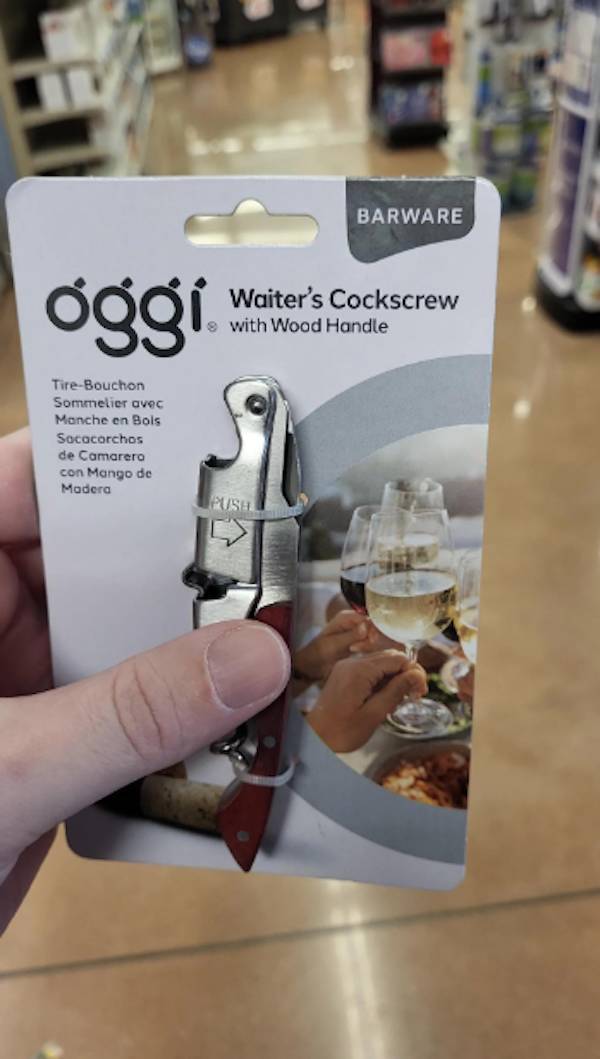 BARWARE
óggi®
Waiter's Cockscrew
with Wood Handle
Tire-Bouchon
Sommelier avec
Manche en Bois
Sacacorchos
de Camarero
con Mango de
Madera
PUSH